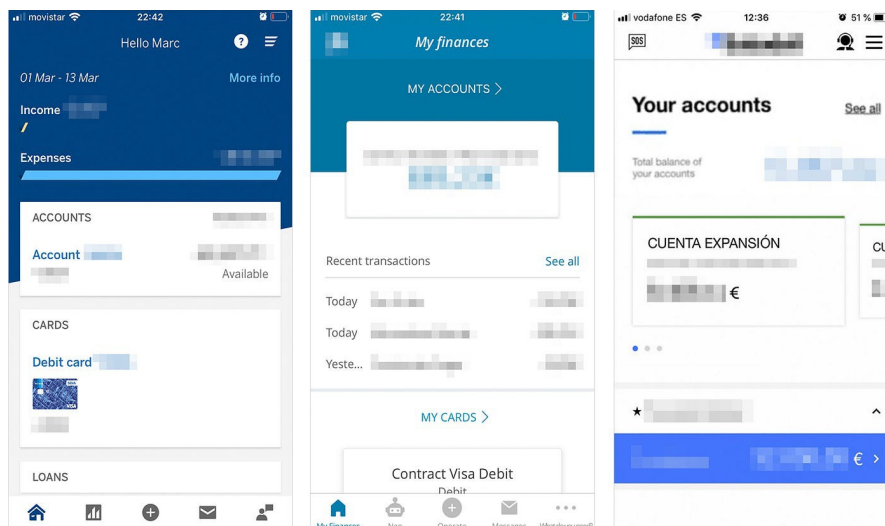 movistar 22:42
Hello Marc ?
01 Mar - 13 Mar More info
Income
Expenses
ACCOUNTS
Account
Available
CARDS
Debit card
VISA
LOANS
movistar 22:41
My finances
MY ACCOUNTS >
Recent transactions See all
Today
Today
Yeste...
MY CARDS >
Contract Visa Debit
Debit
My Finances Operate Messages
vodafone ES 12:36 51 %
SOS
Your accounts See all
Total balance of
your accounts
CUENTA EXPANSIÓN CU
€
€ >